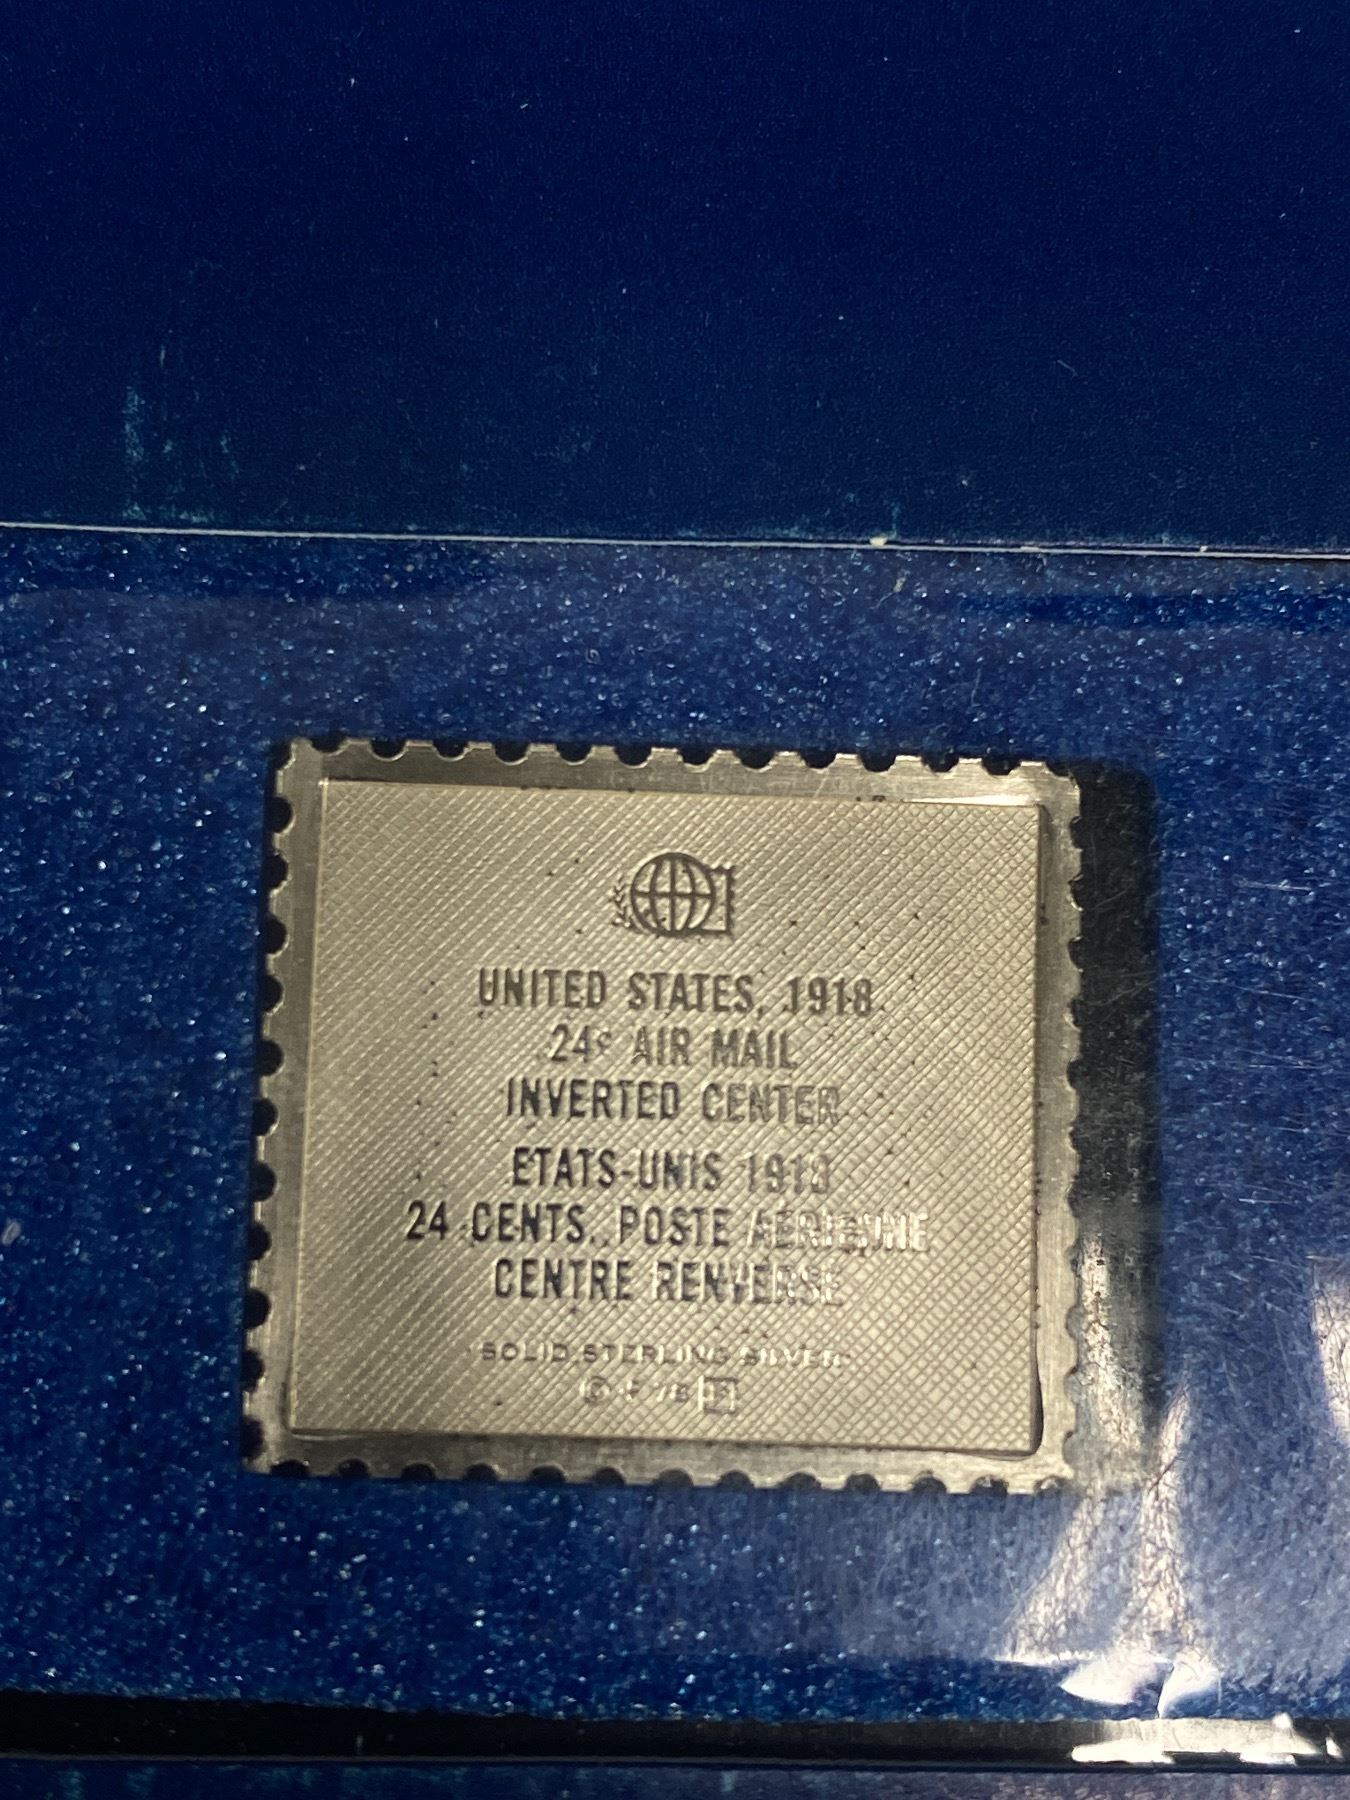 UNITED STATES, 1918
24¢ AIR MAIL
INVERTED CENTER
ETATS-UNIS 1918
24 CENTS. POSTE AERIENNE
CENTRE RENVERSE
SOLID STERLING SILVER
©